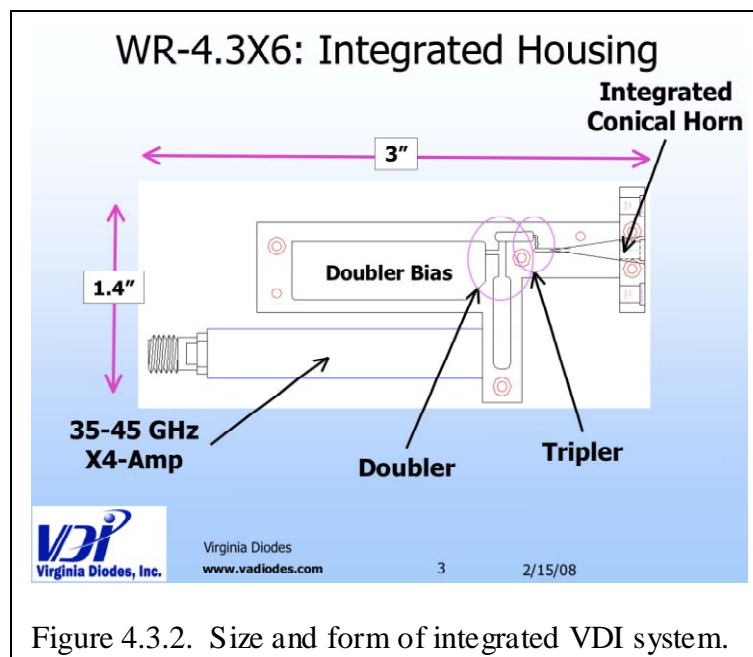 WR-4.3X6: Integrated Housing
Integrated
Conical Horn
3"
1.4"
Doubler Bias
35-45 GHz
X4-Amp
Doubler
Tripler
VDI
Virginia Diodes, Inc.
Virginia Diodes
www.vadiodes.com
3
2/15/08
Figure 4.3.2. Size and form of integrated VDI system.